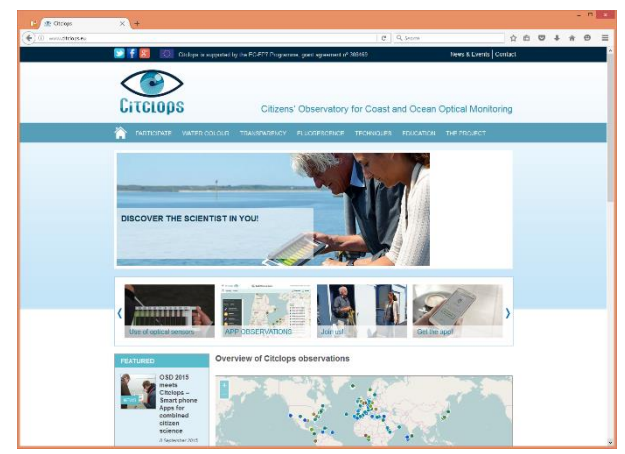 Citclops
www.citclops.eu
Search
Citclops is supported by the EC-FP7 Programme, grant agreement nº 308469
News & Events | Contact
CITCLOPS
Citizens' Observatory for Coast and Ocean Optical Monitoring
PARTICIPATE WATER COLOUR TRANSPARENCY FLUORESCENCE TECHNIQUES EDUCATION THE PROJECT
DISCOVER THE SCIENTIST IN YOU!
Use of optical sensors
APP OBSERVATIONS
Join us!
Get the app!
FEATURED
Overview of Citclops observations
OSD 2015
meets
Citclops –
Smart phone
Apps for
combined
citizen
science
NEWS